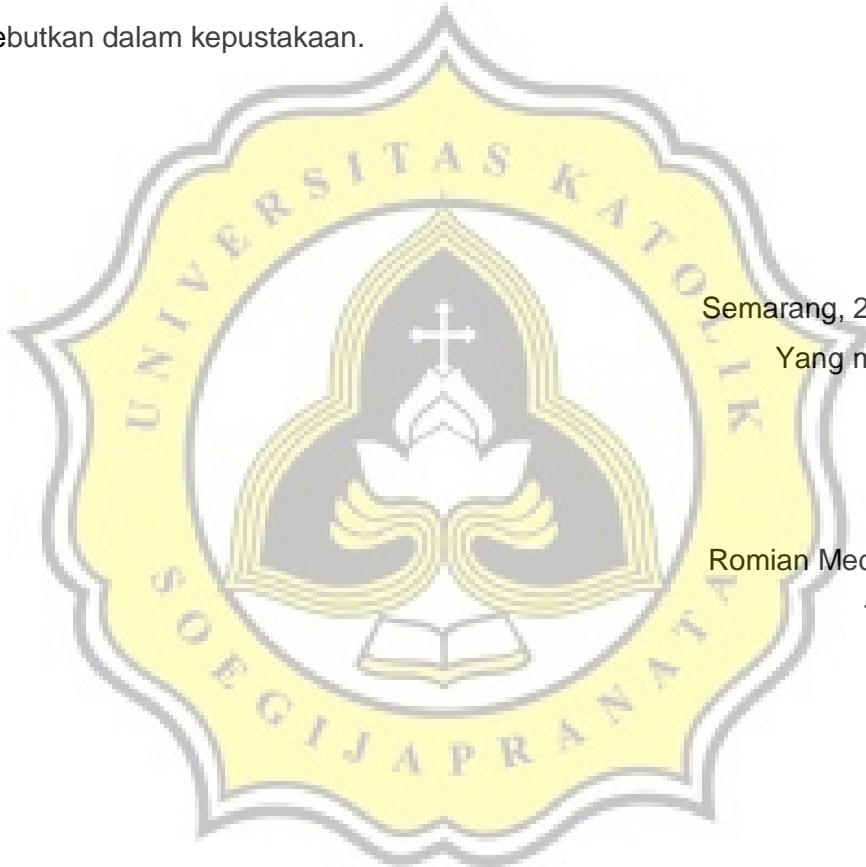 ebutkan dalam kepustakaan.
UNIVERSITAS KATOLIK
Semarang, 2
Yang m
Romian Med
SOEGIJAPRANATA